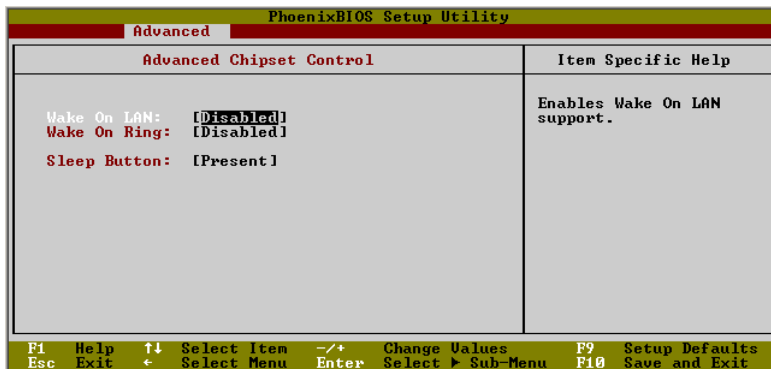 PhoenixBIOS Setup Utility
Advanced
Advanced Chipset Control
Item Specific Help
Wake On LAN: [Disabled]
Wake On Ring: [Disabled]
Sleep Button: [Present]
Enables Wake On LAN
support.
F1 Help ↑↓ Select Item -/+ Change Values F9 Setup Defaults
Esc Exit ← Select Menu Enter Select ▶ Sub-Menu F10 Save and Exit